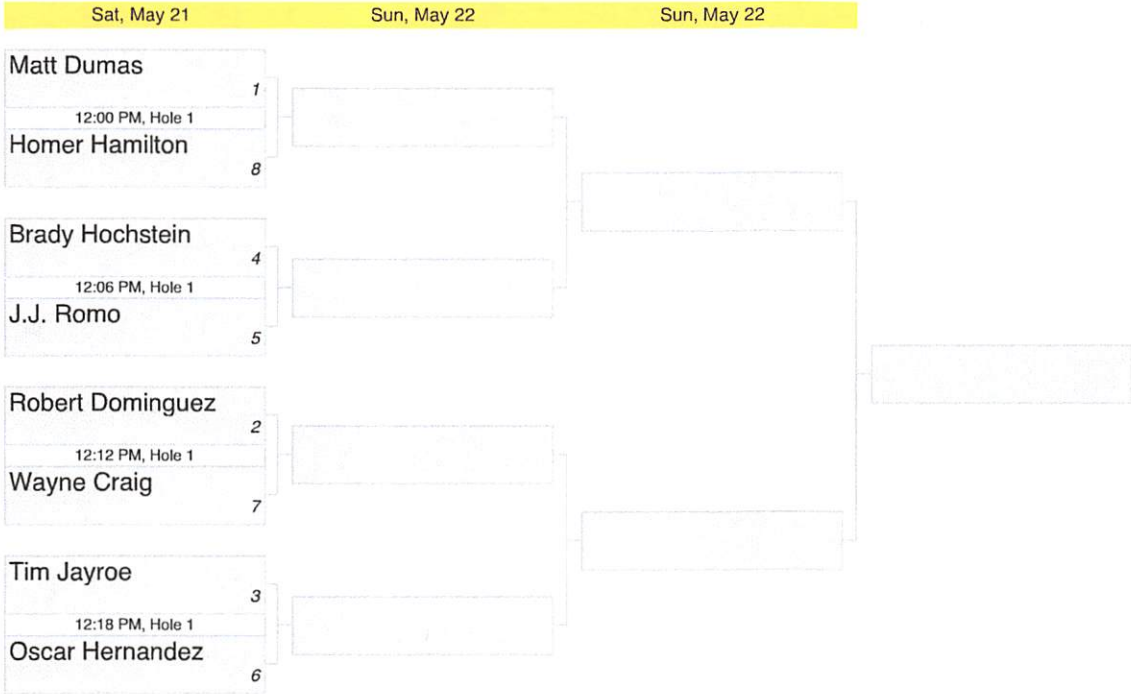 Sat, May 21 Sun, May 22 Sun, May 22
Matt Dumas
1
12:00 PM, Hole 1
Homer Hamilton
8
Brady Hochstein
4
12:06 PM, Hole 1
J.J. Romo
5
Robert Dominguez
2
12:12 PM, Hole 1
Wayne Craig
7
Tim Jayroe
3
12:18 PM, Hole 1
Oscar Hernandez
6